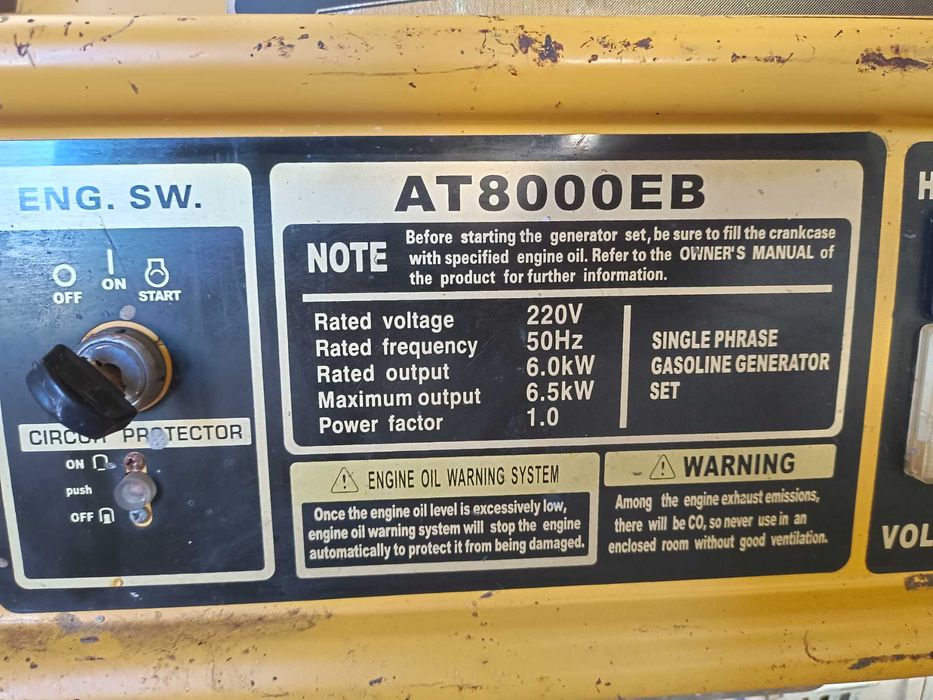 ENG. SW.
OFF
ON
START
CIRCUIT PROTECTOR
ON
push
OFF
AT8000EB
NOTE
Before starting the generator set, be sure to fill the crankcase
with specified engine oil. Refer to the OWNER'S MANUAL of
the product for further information.
Rated voltage 220V
Rated frequency 50Hz
Rated output 6.0kW
Maximum output 6.5kW
Power factor 1.0
SINGLE PHRASE
GASOLINE GENERATOR
SET
ENGINE OIL WARNING SYSTEM
Once the engine oil level is excessively low,
engine oil warning system will stop the engine
automatically to protect it from being damaged.
WARNING
Among the engine exhaust emissions,
there will be CO, so never use in an
enclosed room without good ventilation.
H
VOL